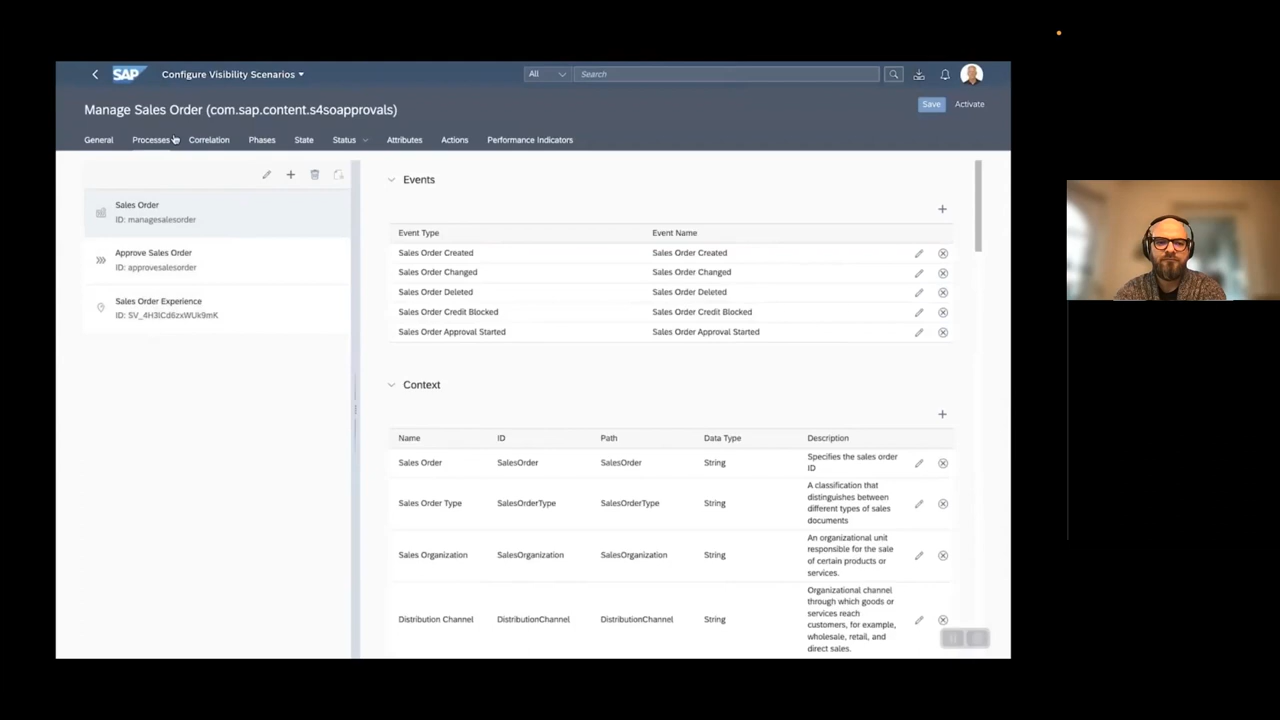 SAP Configure Visibility Scenarios All Search
Manage Sales Order (com.sap.content.s4soapprovals) Save Activate
General Processes Correlation Phases State Status Attributes Actions Performance Indicators
Sales Order
ID: managesalesorder
Approve Sales Order
ID: approvesalesorder
Sales Order Experience
ID: SV_4H3ICd6zxWUk9mK
Events
Event Type Event Name
Sales Order Created Sales Order Created
Sales Order Changed Sales Order Changed
Sales Order Deleted Sales Order Deleted
Sales Order Credit Blocked Sales Order Credit Blocked
Sales Order Approval Started Sales Order Approval Started
Context
Name ID Path Data Type Description
Sales Order SalesOrder SalesOrder String Specifies the sales order
ID
Sales Order Type SalesOrderType SalesOrderType String A classification that
distinguishes between
different types of sales
documents
Sales Organization SalesOrganization SalesOrganization String An organizational unit
responsible for the sale
of certain products or
services.
Distribution Channel DistributionChannel DistributionChannel String Organizational channel
through which goods or
services reach
customers, for example,
wholesale, retail, and
direct sales.